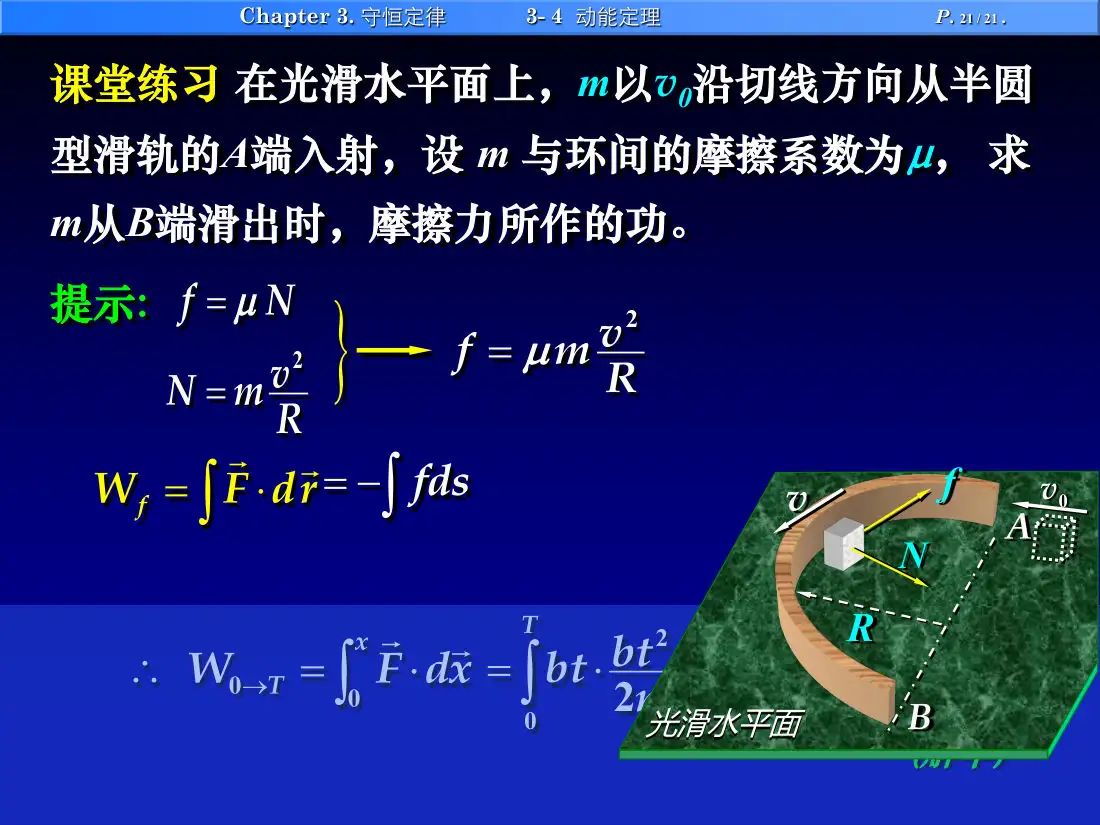 Chapter 3. 守恒定律 3- 4 动能定理 P. 21 / 21 .
课堂练习 在光滑水平面上，m以v₀沿切线方向从半圆
型滑轨的A端入射，设 m 与环间的摩擦系数为μ， 求
m从B端滑出时，摩擦力所作的功。
提示: f = μ N
N = m v²/R
f = μm v²/R
W_f = ∫ F⃗ · d r⃗ = − ∫ fds
∴ W₀→T = ∫₀ˣ F⃗ · dx⃗ = ∫₀ᵀ bt · bt²/2
v f v₀
A
N
R
B
光滑水平面